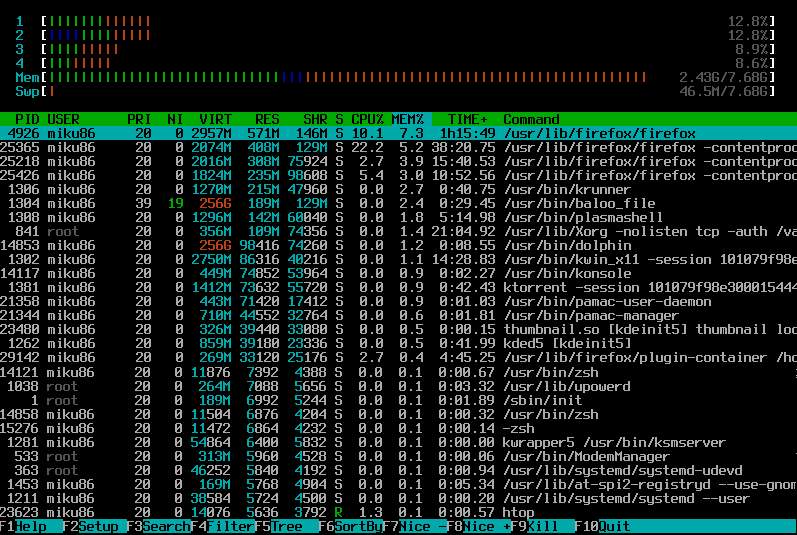 1 [|||||||||||||||| 12.8%]
2 [|||||||||||||||| 12.8%]
3 [||||||||||| 8.9%]
4 [|||||||||| 8.6%]
Mem[||||||||||||||||||||||||||||||||||||||||||||||||||||||||||||||||||||||||||||||||||||| 2.43G/7.68G]
Swp[| 46.5M/7.68G]
PID USER PRI NI VIRT RES SHR S CPU% MEM% TIME+ Command
4926 miku86 20 0 2957M 571M 146M S 10.1 7.3 1h15:49 /usr/lib/firefox/firefox
25365 miku86 20 0 2074M 408M 129M S 22.2 5.2 38:20.75 /usr/lib/firefox/firefox -contentproc
25218 miku86 20 0 2016M 308M 75924 S 2.7 3.9 15:40.53 /usr/lib/firefox/firefox -contentproc
25426 miku86 20 0 1824M 235M 98608 S 5.4 3.0 10:52.56 /usr/lib/firefox/firefox -contentproc
1306 miku86 20 0 1270M 215M 47960 S 0.0 2.7 0:40.75 /usr/bin/krunner
1304 miku86 39 19 256G 189M 129M S 0.0 2.4 0:29.45 /usr/bin/baloo_file
1308 miku86 20 0 1296M 142M 60040 S 0.0 1.8 5:14.98 /usr/bin/plasmashell
841 root 20 0 356M 109M 74356 S 0.0 1.4 21:04.92 /usr/lib/Xorg -nolisten tcp -auth /va
14853 miku86 20 0 256G 98416 74260 S 0.0 1.2 0:08.55 /usr/bin/dolphin
1302 miku86 20 0 2750M 86316 40216 S 0.0 1.1 14:28.83 /usr/bin/kwin_x11 -session 101079f98e
14117 miku86 20 0 449M 74852 53964 S 0.0 0.9 0:02.27 /usr/bin/konsole
1381 miku86 20 0 1412M 73632 55720 S 0.0 0.9 0:42.43 ktorrent -session 101079f98e300015444
21358 miku86 20 0 443M 71420 17412 S 0.0 0.9 0:01.03 /usr/bin/pamac-user-daemon
21344 miku86 20 0 710M 44552 32764 S 0.0 0.6 0:01.81 /usr/bin/pamac-manager
23480 miku86 20 0 326M 39440 33080 S 0.0 0.5 0:00.15 thumbnail.so [kdeinit5] thumbnail loc
1262 miku86 20 0 859M 39180 23336 S 0.0 0.5 0:41.99 kded5 [kdeinit5]
29142 miku86 20 0 269M 33120 25176 S 2.7 0.4 4:45.25 /usr/lib/firefox/plugin-container /ho
14121 miku86 20 0 11876 7392 4388 S 0.0 0.1 0:00.67 /usr/bin/zsh
1038 root 20 0 264M 7088 5656 S 0.0 0.1 0:03.32 /usr/lib/upowerd
1 root 20 0 189M 6992 5244 S 0.0 0.1 0:01.89 /sbin/init
14858 miku86 20 0 11504 6876 4204 S 0.0 0.1 0:00.32 /usr/bin/zsh
15276 miku86 20 0 11472 6864 4232 S 0.0 0.1 0:00.14 -zsh
1281 miku86 20 0 54864 6400 5832 S 0.0 0.1 0:00.00 kwrapper5 /usr/bin/ksmserver
533 root 20 0 313M 5960 4528 S 0.0 0.1 0:00.06 /usr/bin/ModemManager
363 root 20 0 46252 5840 4192 S 0.0 0.1 0:00.94 /usr/lib/systemd/systemd-udevd
1453 miku86 20 0 169M 5768 4904 S 0.0 0.1 0:00.34 /usr/lib/at-spi2-registryd --use-gnom
1211 miku86 20 0 38584 5724 4500 S 0.0 0.1 0:00.20 /usr/lib/systemd/systemd --user
23623 miku86 20 0 14076 5636 3792 R 1.3 0.1 0:00.57 htop
F1Help F2Setup F3SearchF4FilterF5Tree F6SortByF7Nice -F8Nice +F9Kill F10Quit